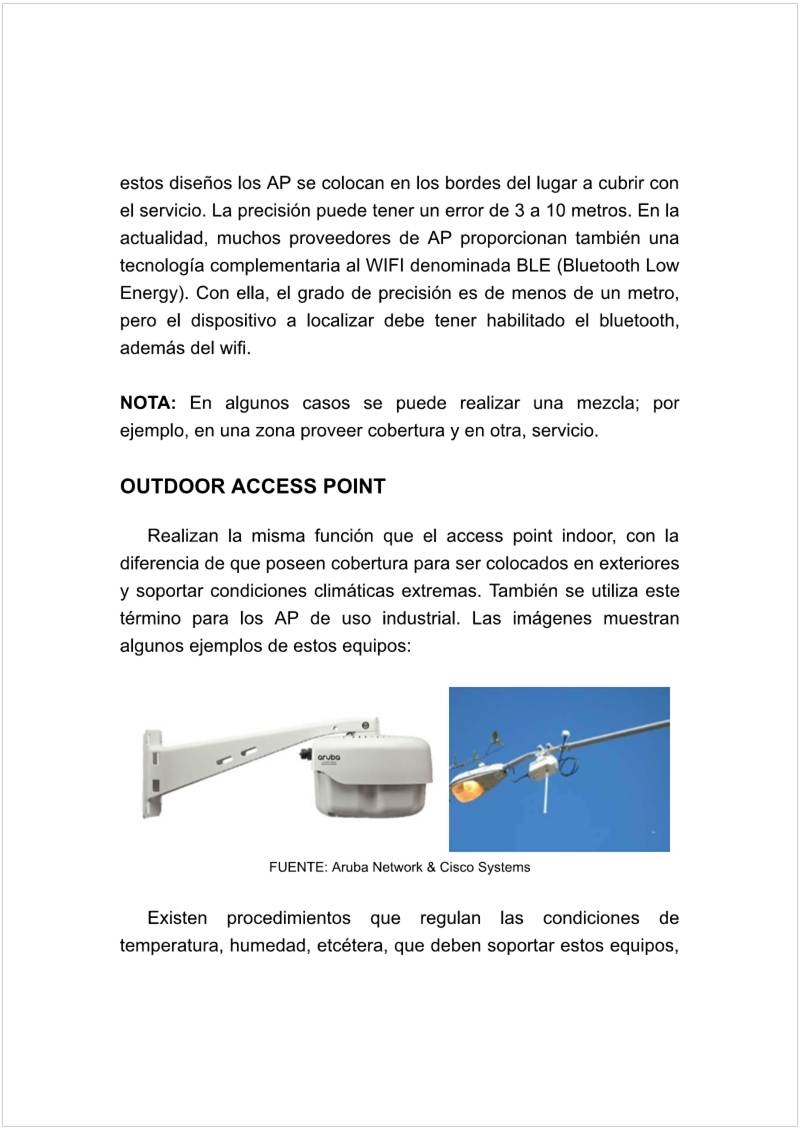 estos diseños los AP se colocan en los bordes del lugar a cubrir con
el servicio. La precisión puede tener un error de 3 a 10 metros. En la
actualidad, muchos proveedores de AP proporcionan también una
tecnología complementaria al WIFI denominada BLE (Bluetooth Low
Energy). Con ella, el grado de precisión es de menos de un metro,
pero el dispositivo a localizar debe tener habilitado el bluetooth,
además del wifi.
NOTA: En algunos casos se puede realizar una mezcla; por
ejemplo, en una zona proveer cobertura y en otra, servicio.
OUTDOOR ACCESS POINT
Realizan la misma función que el access point indoor, con la
diferencia de que poseen cobertura para ser colocados en exteriores
y soportar condiciones climáticas extremas. También se utiliza este
término para los AP de uso industrial. Las imágenes muestran
algunos ejemplos de estos equipos:
aruba
FUENTE: Aruba Network & Cisco Systems
Existen procedimientos que regulan las condiciones de
temperatura, humedad, etcétera, que deben soportar estos equipos,